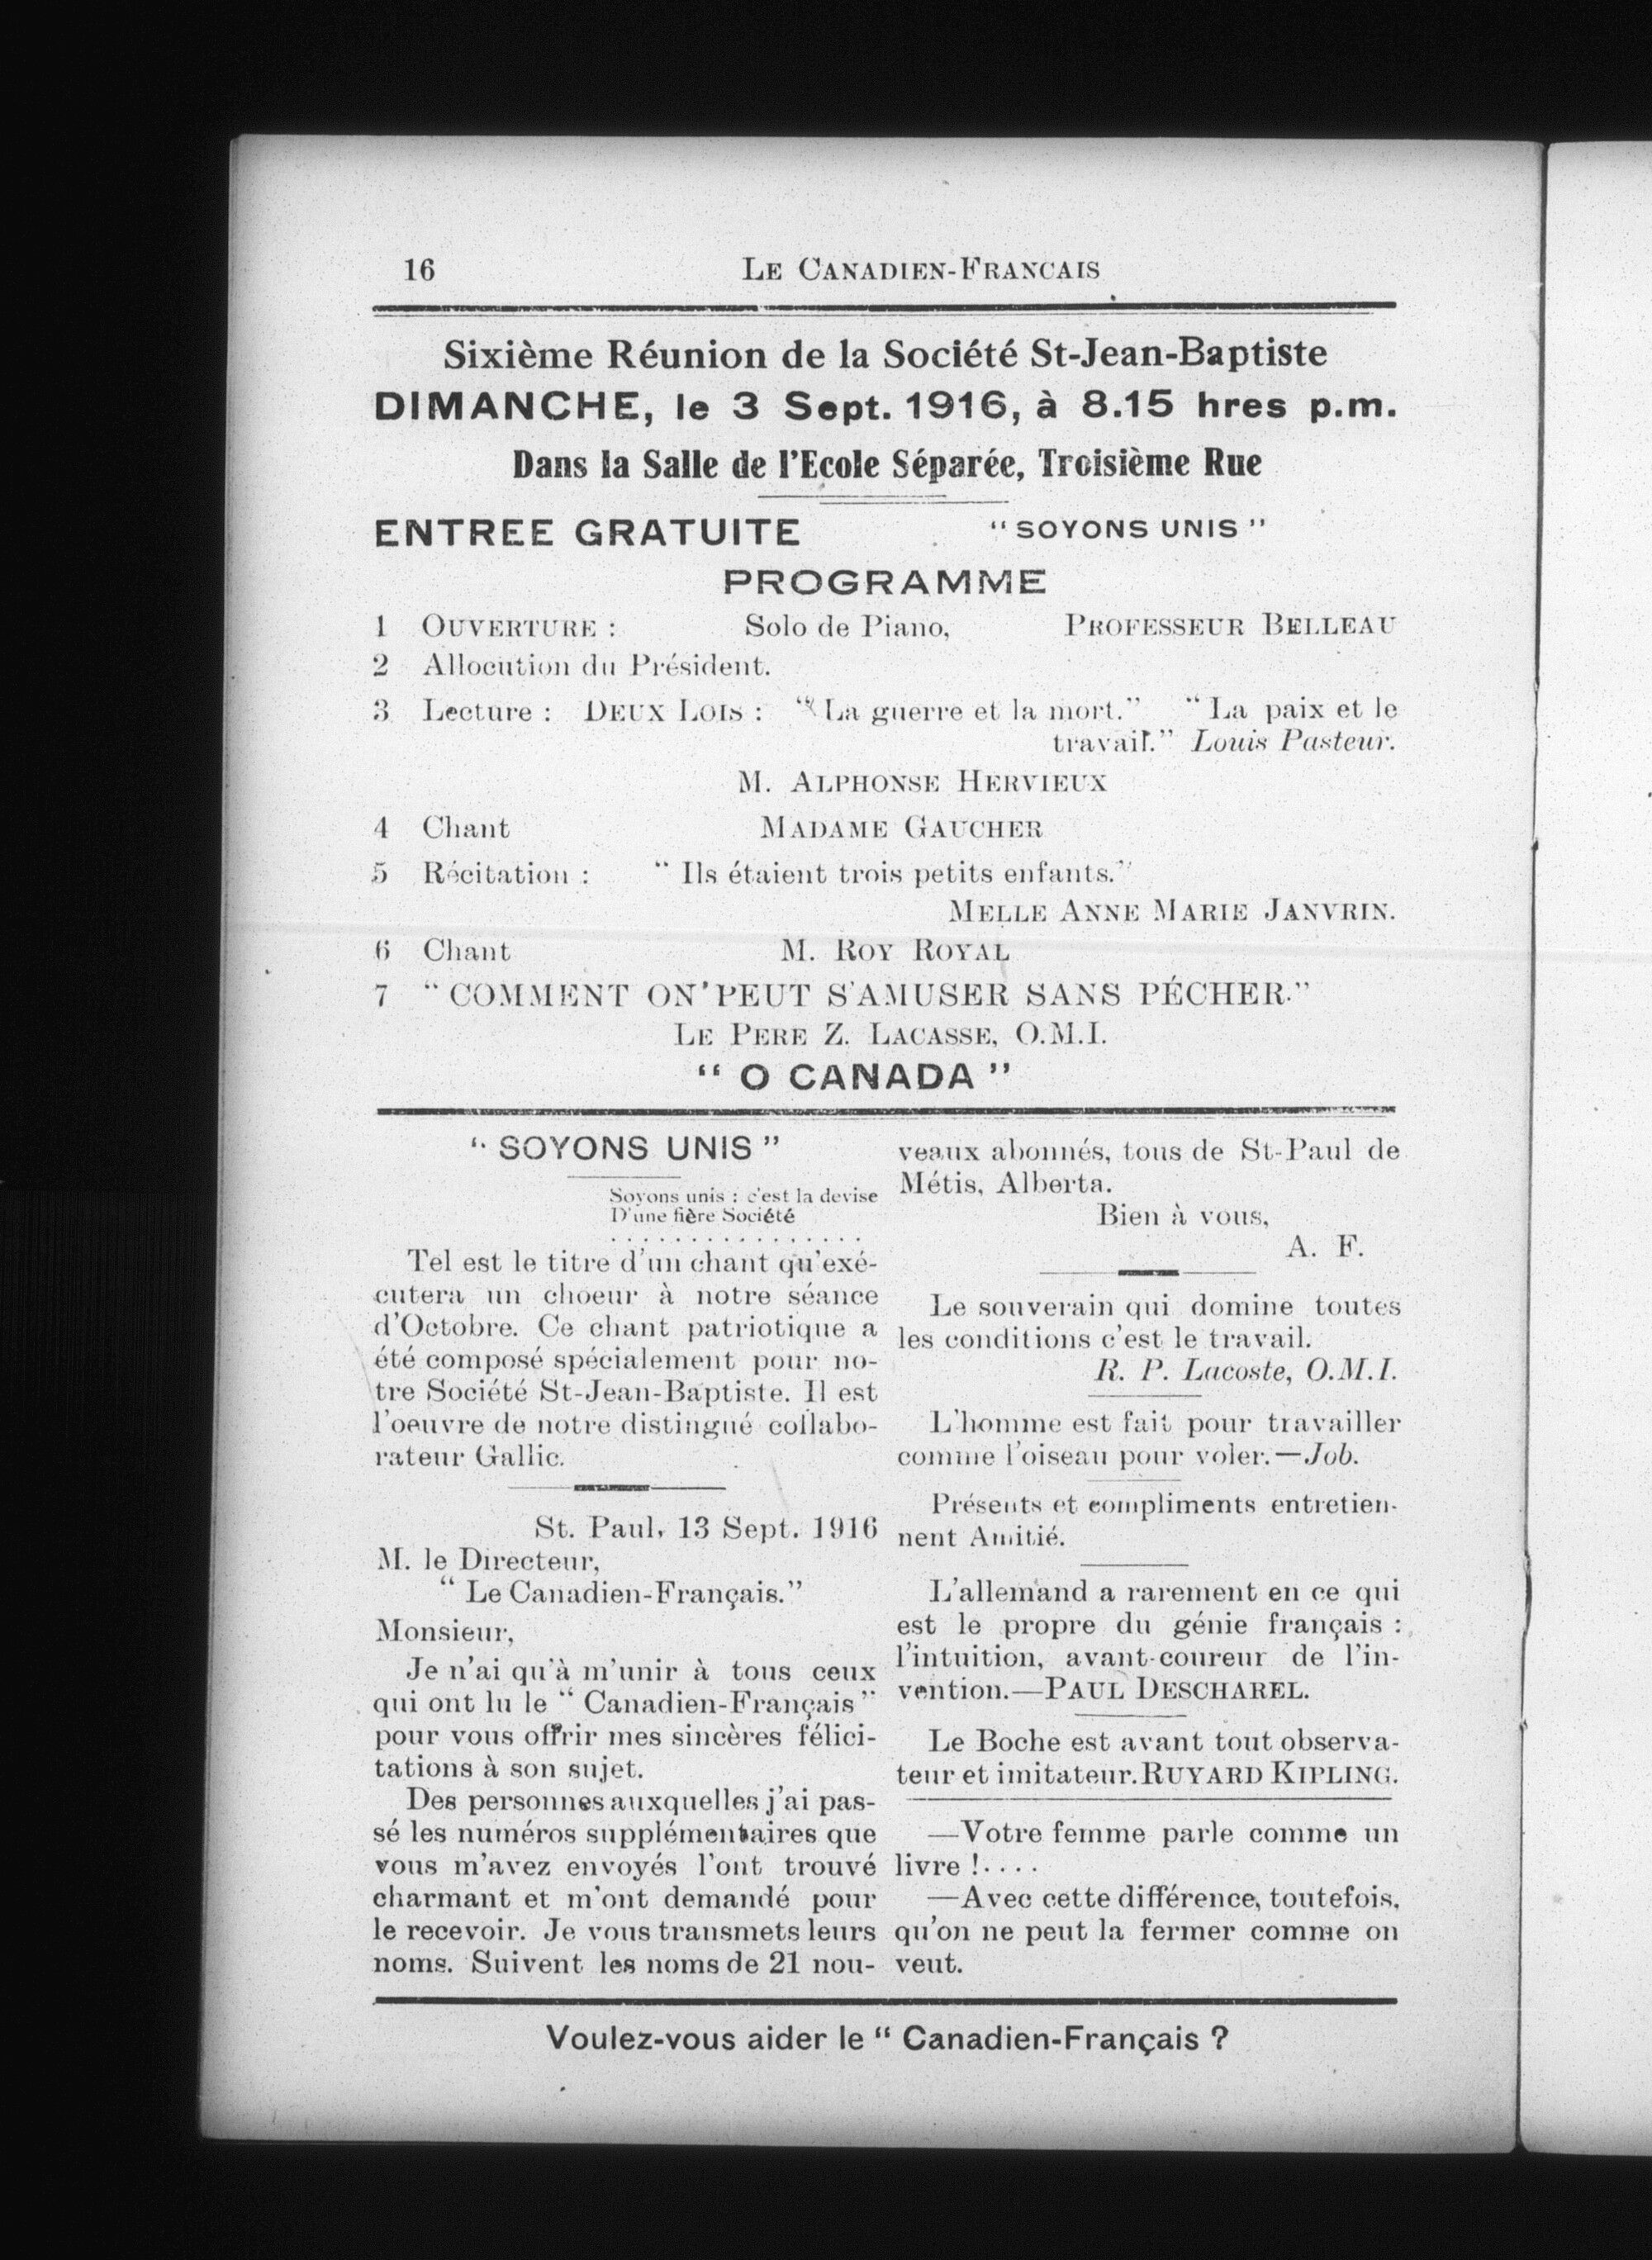 16 LE CANADIEN-FRANCAIS
Sixième Réunion de la Société St-Jean-Baptiste
DIMANCHE, le 3 Sept. 1916, à 8.15 hres p.m.
Dans la Salle de l'Ecole Séparée, Troisième Rue
ENTREE GRATUITE " SOYONS UNIS "
PROGRAMME
1 OUVERTURE : Solo de Piano, PROFESSEUR BELLEAU
2 Allocution du Président.
3 Lecture : DEUX LOIS : " La guerre et la mort." " La paix et le
travail." Louis Pasteur.
M. ALPHONSE HERVIEUX
4 Chant MADAME GAUCHER
5 Récitation : " Ils étaient trois petits enfants."
MELLE ANNE MARIE JANVRIN.
6 Chant M. ROY ROYAL
7 " COMMENT ON PEUT S'AMUSER SANS PÉCHER."
LE PERE Z. LACASSE, O.M.I.
" O CANADA "
" SOYONS UNIS "
Soyons unis : c'est la devise
D'une fière Société
. . . . . . . . . . . . . . . .
Tel est le titre d'un chant qu'exé-
cutera un choeur à notre séance
d'Octobre. Ce chant patriotique a
été composé spécialement pour no-
tre Société St-Jean-Baptiste. Il est
l'oeuvre de notre distingué collabo-
rateur Gallic.
St. Paul, 13 Sept. 1916
M. le Directeur,
" Le Canadien-Français."
Monsieur,
Je n'ai qu'à m'unir à tous ceux
qui ont lu le " Canadien-Français "
pour vous offrir mes sincères félici-
tations à son sujet.
Des personnes auxquelles j'ai pas-
sé les numéros supplémentaires que
vous m'avez envoyés l'ont trouvé
charmant et m'ont demandé pour
le recevoir. Je vous transmets leurs
noms. Suivent les noms de 21 nou-
veaux abonnés, tous de St-Paul de
Métis, Alberta.
Bien à vous,
A. F.
Le souverain qui domine toutes
les conditions c'est le travail.
R. P. Lacoste, O.M.I.
L'homme est fait pour travailler
comme l'oiseau pour voler.—Job.
Présents et compliments entretien-
nent Amitié.
L'allemand a rarement en ce qui
est le propre du génie français :
l'intuition, avant-coureur de l'in-
vention.—PAUL DESCHAREL.
Le Boche est avant tout observa-
teur et imitateur. RUYARD KIPLING.
—Votre femme parle comme un
livre !....
—Avec cette différence, toutefois,
qu'on ne peut la fermer comme on
veut.
Voulez-vous aider le " Canadien-Français ?